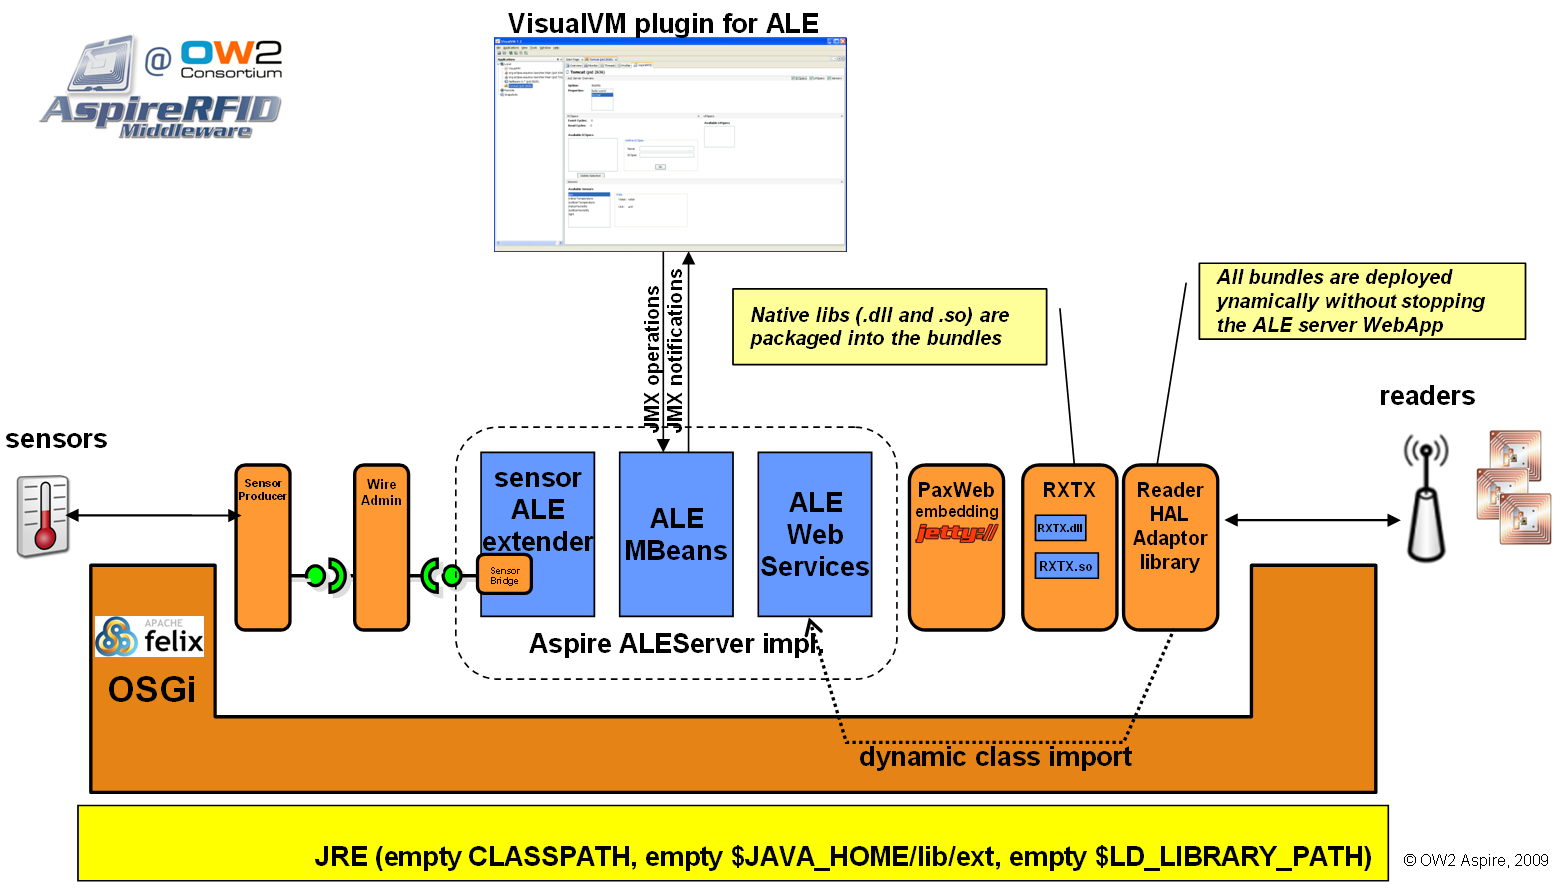 VisualVM plugin for ALE
@ OW2
Consortium
AspireRFID
Middleware
JMX operations
JMX notifications
Native libs (.dll and .so) are
packaged into the bundles
All bundles are deployed
ynamically without stopping
the ALE server WebApp
sensors
readers
Sensor
Producer
Wire
Admin
sensor
ALE
extender
Sensor
Bridge
ALE
MBeans
ALE
Web
Services
Aspire ALEServer impl.
PaxWeb
embedding
jetty://
RXTX
RXTX.dll
RXTX.so
Reader
HAL
Adaptor
library
APACHE
felix
OSGi
dynamic class import
JRE (empty CLASSPATH, empty $JAVA_HOME/lib/ext, empty $LD_LIBRARY_PATH)
© OW2 Aspire, 2009